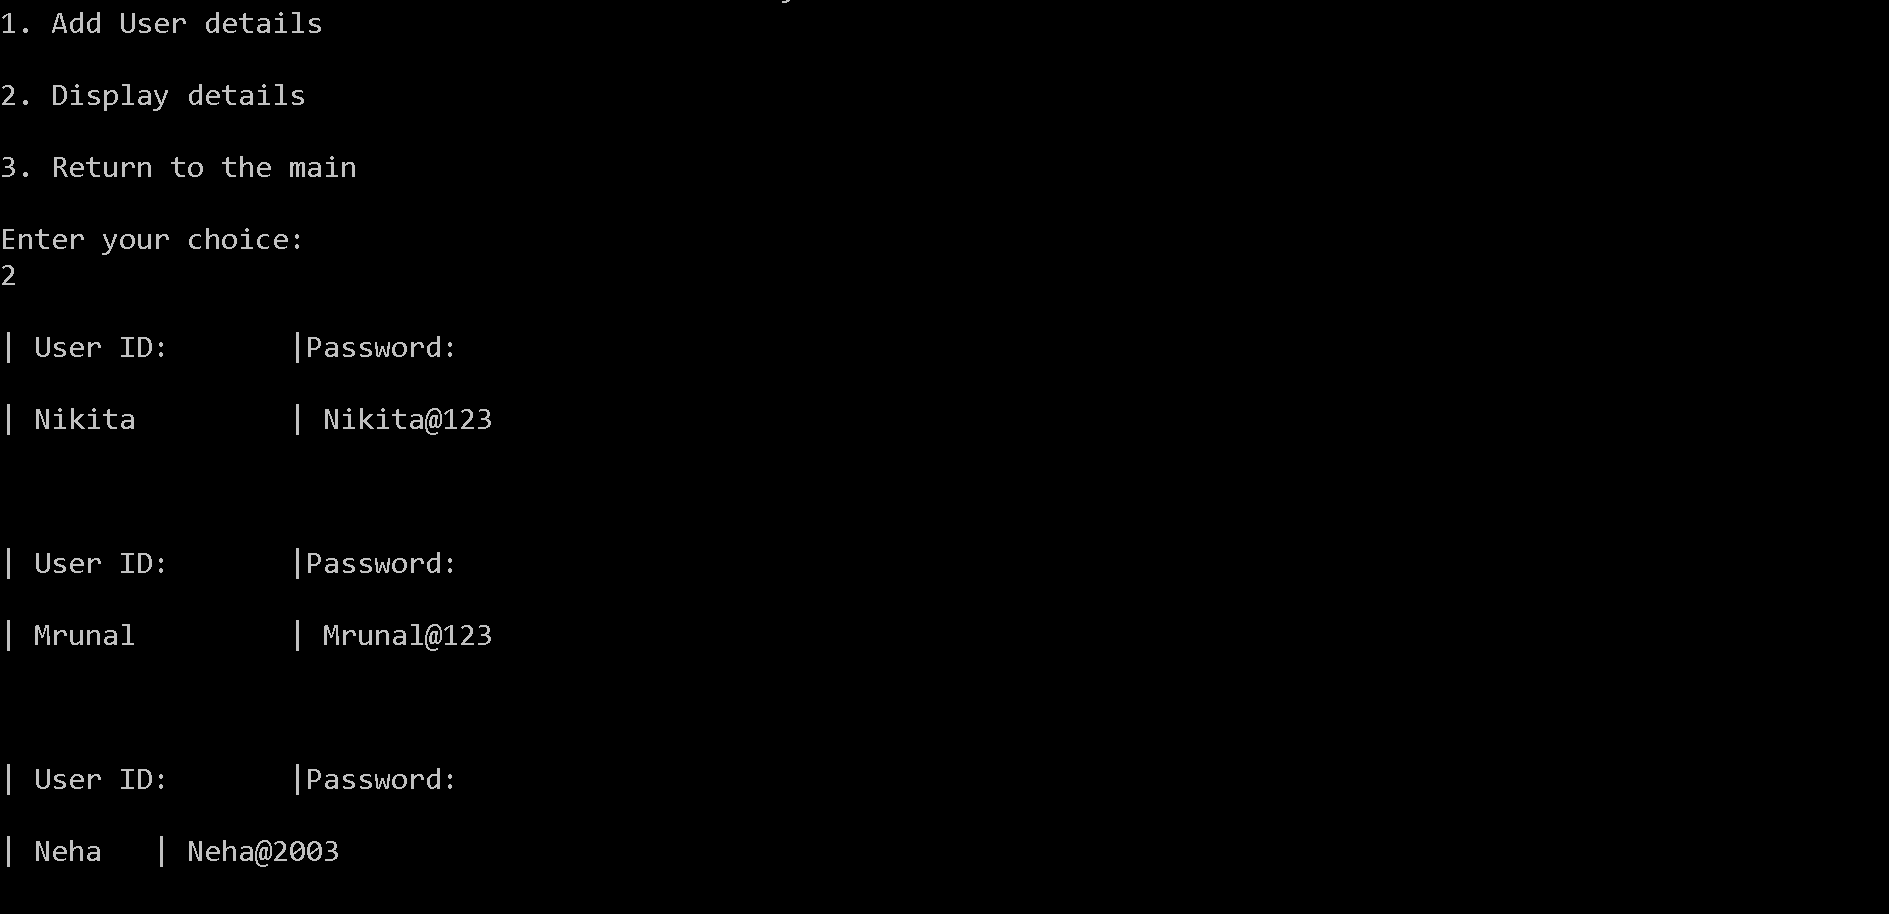 1. Add User details
2. Display details
3. Return to the main
Enter your choice:
2
| User ID: |Password:
| Nikita | Nikita@123
| User ID: |Password:
| Mrunal | Mrunal@123
| User ID: |Password:
| Neha | Neha@2003